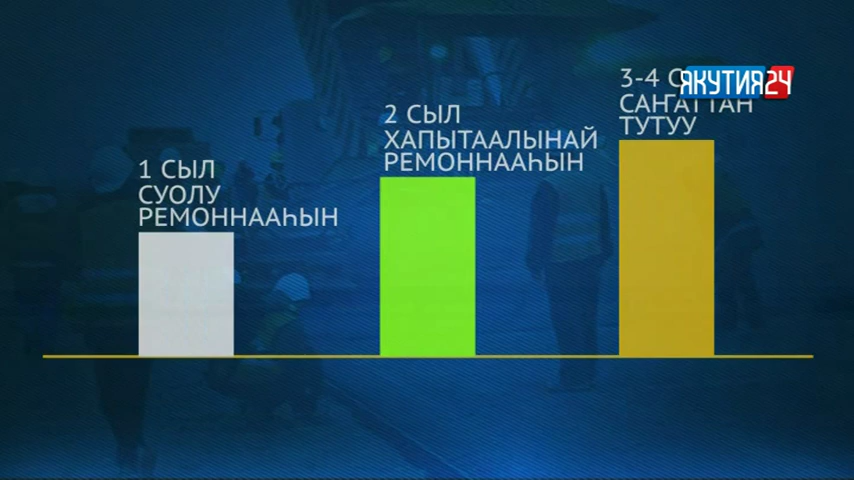 1 СЫЛ
СУОЛУ
РЕМОННААҺЫН
2 СЫЛ
ХАПЫТААЛЫНАЙ
РЕМОННААҺЫН
3-4
САҤАТТАН
ТУТУУ
ЯКУТИЯ24